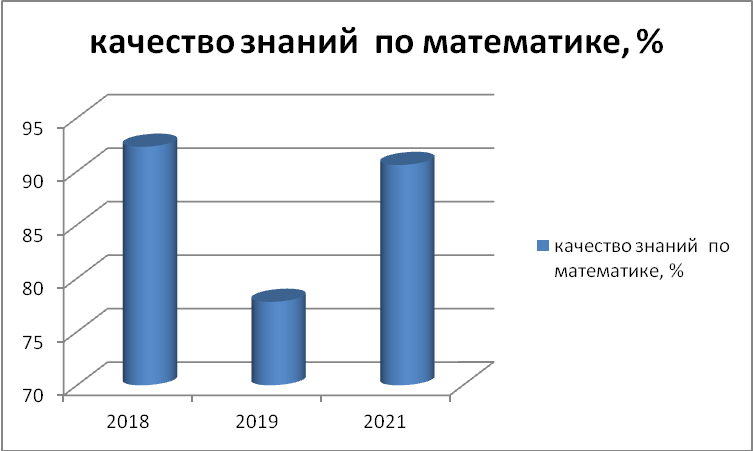 качество знаний по математике, %
95
90
85
80
75
70
2018 2019 2021
качество знаний по
математике, %